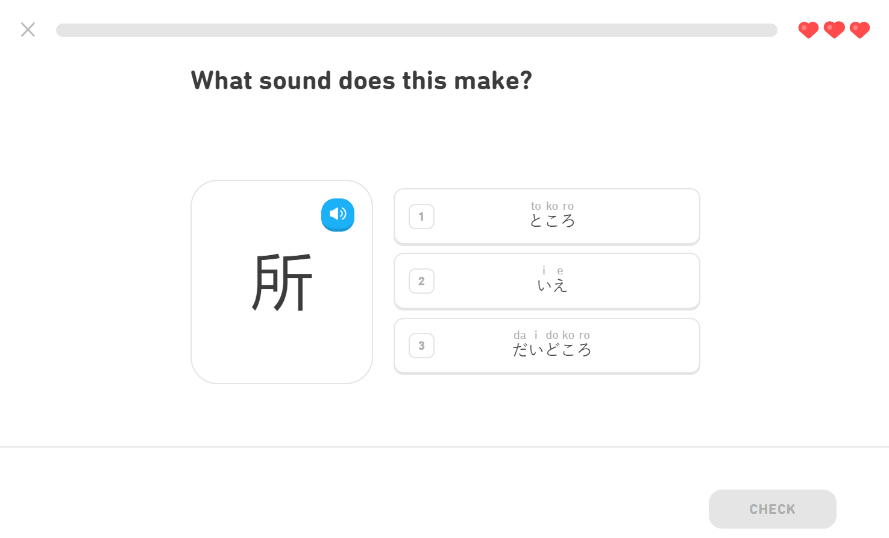 What sound does this make?
所
1
to ko ro
ところ
2
i e
いえ
3
da i do ko ro
だいどころ
CHECK